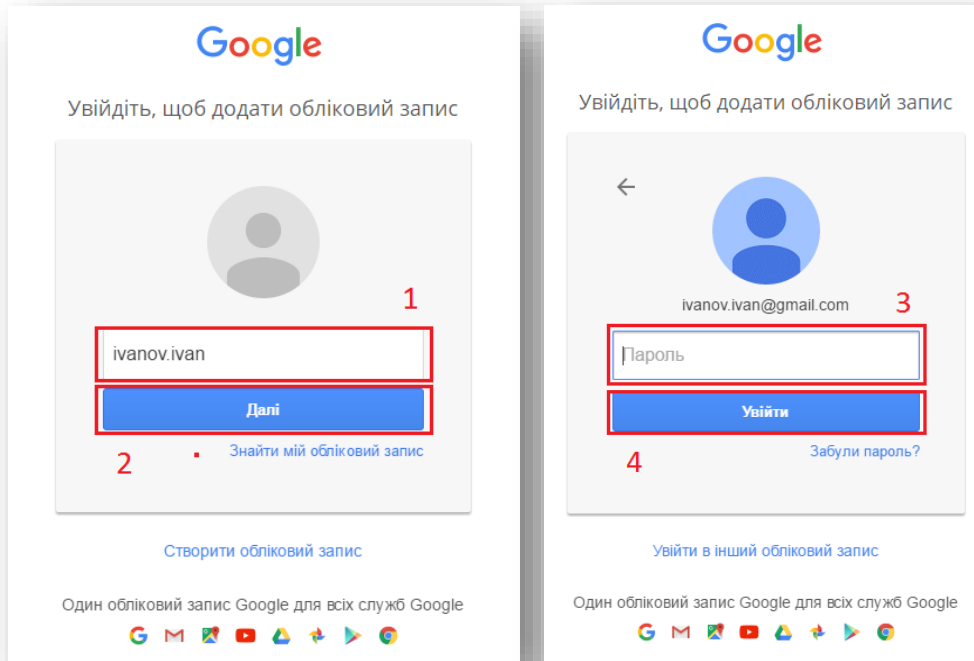 Google
Увійдіть, щоб додати обліковий запис
1
ivanov.ivan
Далі
2
Знайти мій обліковий запис
Створити обліковий запис
Один обліковий запис Google для всіх служб Google
Google
Увійдіть, щоб додати обліковий запис
ivanov.ivan@gmail.com
3
Пароль
Увійти
4
Забули пароль?
Увійти в інший обліковий запис
Один обліковий запис Google для всіх служб Google